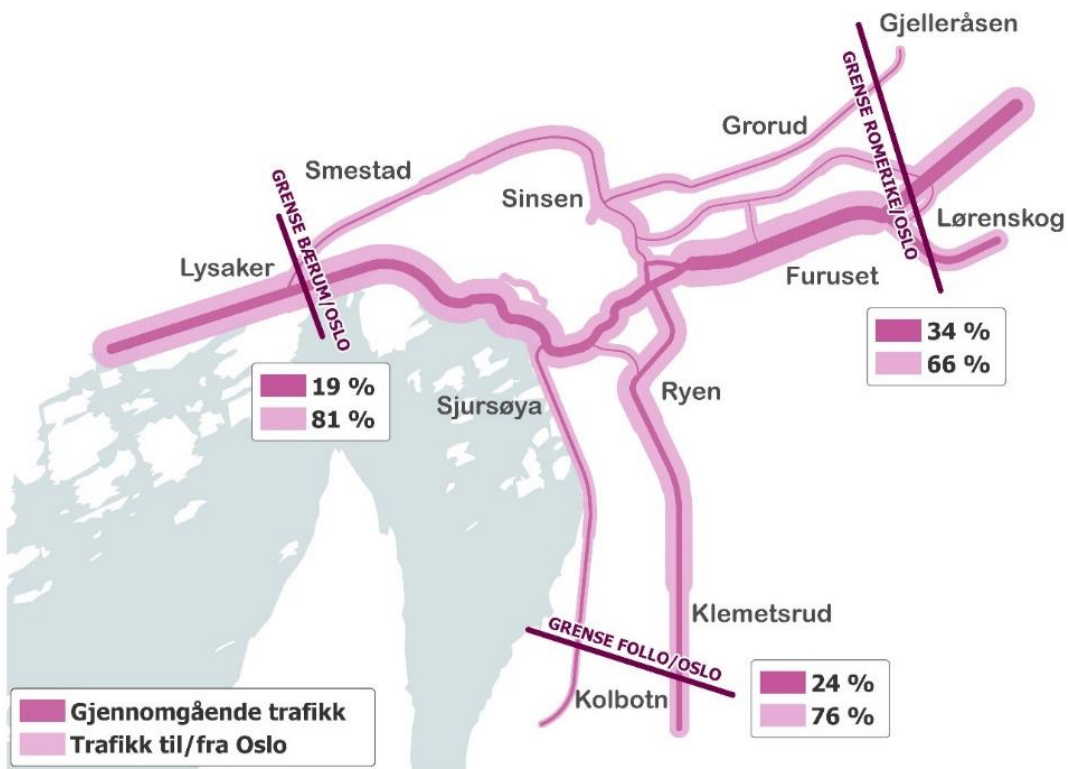 Gjelleråsen
GRENSE ROMERIKE/OSLO
Grorud
Smestad
Sinsen
GRENSE BÆRUM/OSLO
Lørenskog
Lysaker
Furuset
34 %
66 %
19 %
81 %
Sjursøya
Ryen
Klemetsrud
GRENSE FOLLO/OSLO
Kolbotn
24 %
76 %
Gjennomgående trafikk
Trafikk til/fra Oslo